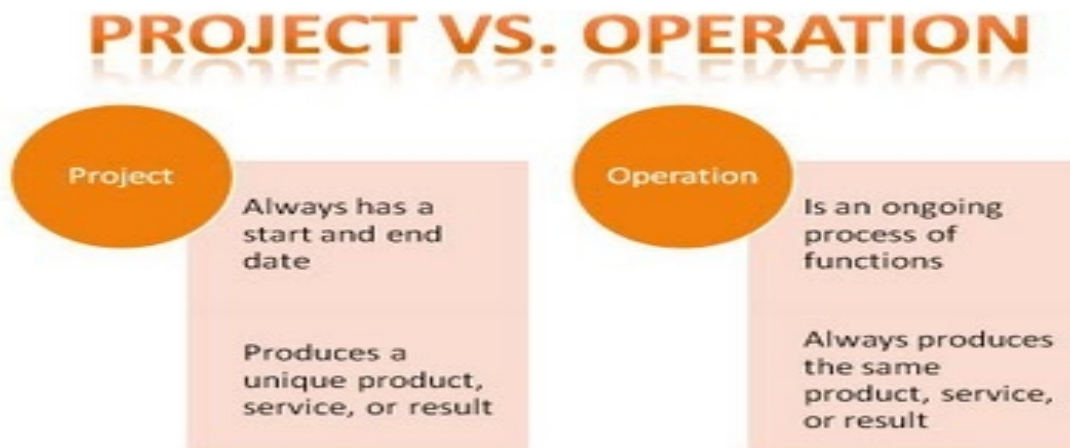 PROJECT VS. OPERATION
Project
Always has a
start and end
date
Produces a
unique product,
service, or result
Operation
Is an ongoing
process of
functions
Always produces
the same
product, service,
or result